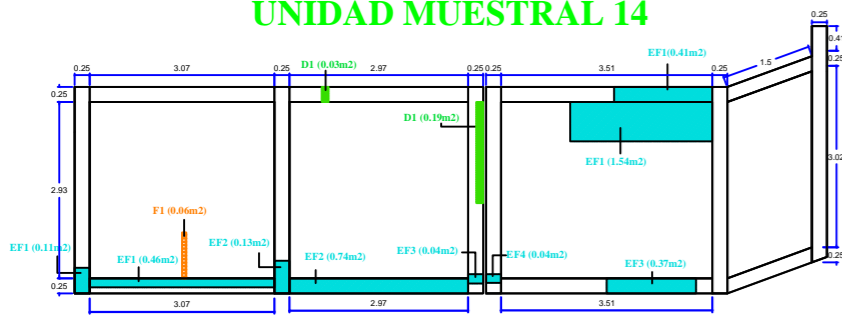 UNIDAD MUESTRAL 14
0.25
0.41
0.25
3.02
0.25
1.5
EF1(0.41m2)
0.25 3.07 0.25 2.97 0.25 3.51 0.25
D1 (0.03m2)
0.25
D1 (0.19m2)
EF1 (1.54m2)
2.93
F1 (0.06m2)
EF1 (0.11m2)
EF1 (0.46m2)
EF2 (0.13m2)
EF2 (0.74m2)
EF3 (0.04m2)
EF4 (0.04m2)
EF3 (0.37m2)
0.25
3.07 2.97 3.51